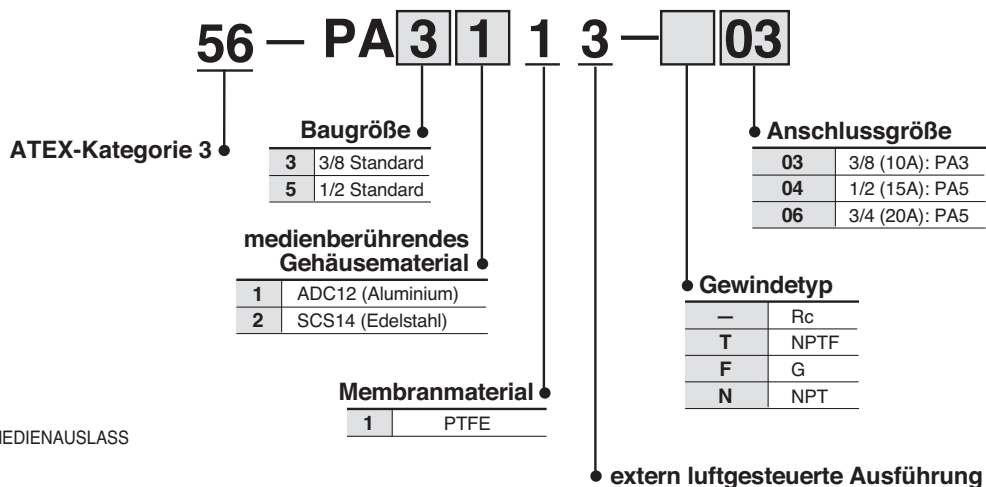 56 — PA 3 1 1 3 — 03
ATEX-Kategorie 3
Baugröße
3 3/8 Standard
5 1/2 Standard
medienberührendes
Gehäusematerial
1 ADC12 (Aluminium)
2 SCS14 (Edelstahl)
Membranmaterial
1 PTFE
Anschlussgröße
03 3/8 (10A): PA3
04 1/2 (15A): PA5
06 3/4 (20A): PA5
Gewindetyp
— Rc
T NPTF
F G
N NPT
EDIENAUSLASS
extern luftgesteuerte Ausführung